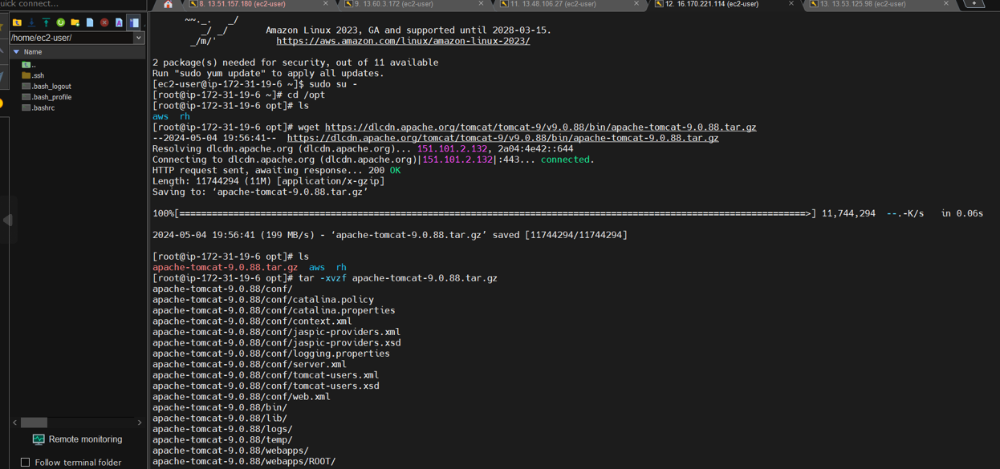 uick connect...
8. 13.51.157.180 (ec2-user)
9. 13.60.3.172 (ec2-user)
11. 13.48.106.27 (ec2-user)
12. 16.170.221.114 (ec2-user)
13. 13.53.125.98 (ec2-user)
/home/ec2-user/
Name
..
.ssh
.bash_logout
.bash_profile
.bashrc
Remote monitoring
Follow terminal folder
~~._.   _/
_/ _/       Amazon Linux 2023, GA and supported until 2028-03-15.
_/m/'           https://aws.amazon.com/linux/amazon-linux-2023/
2 package(s) needed for security, out of 11 available
Run "sudo yum update" to apply all updates.
[ec2-user@ip-172-31-19-6 ~]$ sudo su -
[root@ip-172-31-19-6 ~]# cd /opt
[root@ip-172-31-19-6 opt]# ls
aws  rh
[root@ip-172-31-19-6 opt]# wget https://dlcdn.apache.org/tomcat/tomcat-9/v9.0.88/bin/apache-tomcat-9.0.88.tar.gz
--2024-05-04 19:56:41--  https://dlcdn.apache.org/tomcat/tomcat-9/v9.0.88/bin/apache-tomcat-9.0.88.tar.gz
Resolving dlcdn.apache.org (dlcdn.apache.org)... 151.101.2.132, 2a04:4e42::644
Connecting to dlcdn.apache.org (dlcdn.apache.org)|151.101.2.132|:443... connected.
HTTP request sent, awaiting response... 200 OK
Length: 11744294 (11M) [application/x-gzip]
Saving to: ‘apache-tomcat-9.0.88.tar.gz’
100%[====================================================================================================================>] 11,744,294  --.-K/s   in 0.06s
2024-05-04 19:56:41 (199 MB/s) - ‘apache-tomcat-9.0.88.tar.gz’ saved [11744294/11744294]
[root@ip-172-31-19-6 opt]# ls
apache-tomcat-9.0.88.tar.gz  aws  rh
[root@ip-172-31-19-6 opt]# tar -xvzf apache-tomcat-9.0.88.tar.gz
apache-tomcat-9.0.88/conf/
apache-tomcat-9.0.88/conf/catalina.policy
apache-tomcat-9.0.88/conf/catalina.properties
apache-tomcat-9.0.88/conf/context.xml
apache-tomcat-9.0.88/conf/jaspic-providers.xml
apache-tomcat-9.0.88/conf/jaspic-providers.xsd
apache-tomcat-9.0.88/conf/logging.properties
apache-tomcat-9.0.88/conf/server.xml
apache-tomcat-9.0.88/conf/tomcat-users.xml
apache-tomcat-9.0.88/conf/tomcat-users.xsd
apache-tomcat-9.0.88/conf/web.xml
apache-tomcat-9.0.88/bin/
apache-tomcat-9.0.88/lib/
apache-tomcat-9.0.88/logs/
apache-tomcat-9.0.88/temp/
apache-tomcat-9.0.88/webapps/
apache-tomcat-9.0.88/webapps/ROOT/